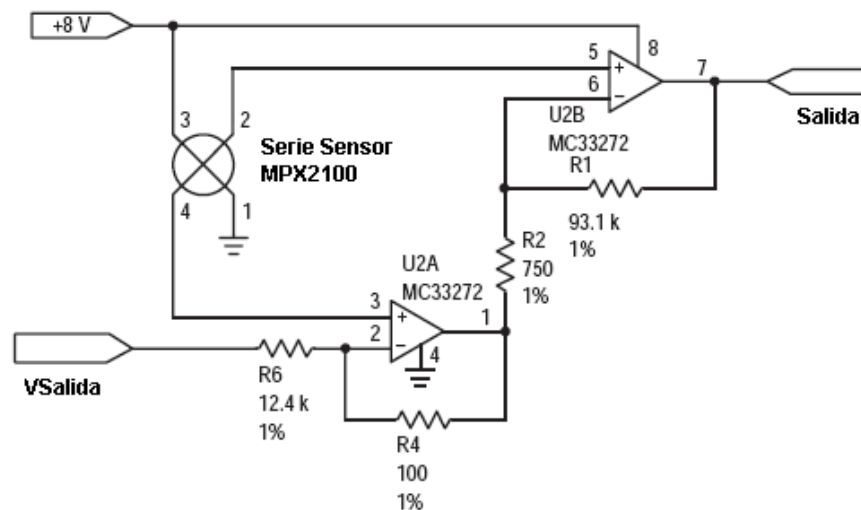 +8 V
8
5
7
6
3
2
Salida
U2B
MC33272
Serie Sensor
MPX2100
R1
4
1
93.1 k
1%
R2
750
1%
U2A
MC33272
3
1
2
4
VSalida
R6
12.4 k
1%
R4
100
1%